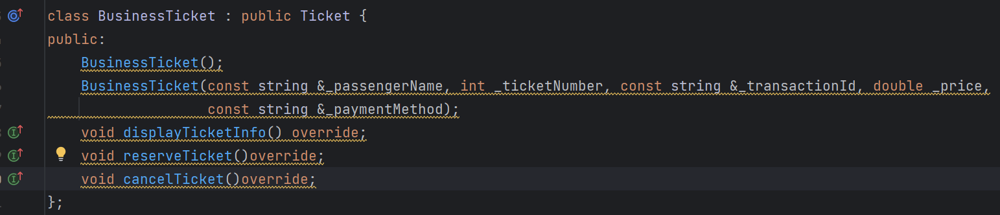 class BusinessTicket : public Ticket {
public:
    BusinessTicket();
    BusinessTicket(const string &_passengerName, int _ticketNumber, const string &_transactionId, double _price,
                   const string &_paymentMethod);
    void displayTicketInfo() override;
    void reserveTicket()override;
    void cancelTicket()override;
};